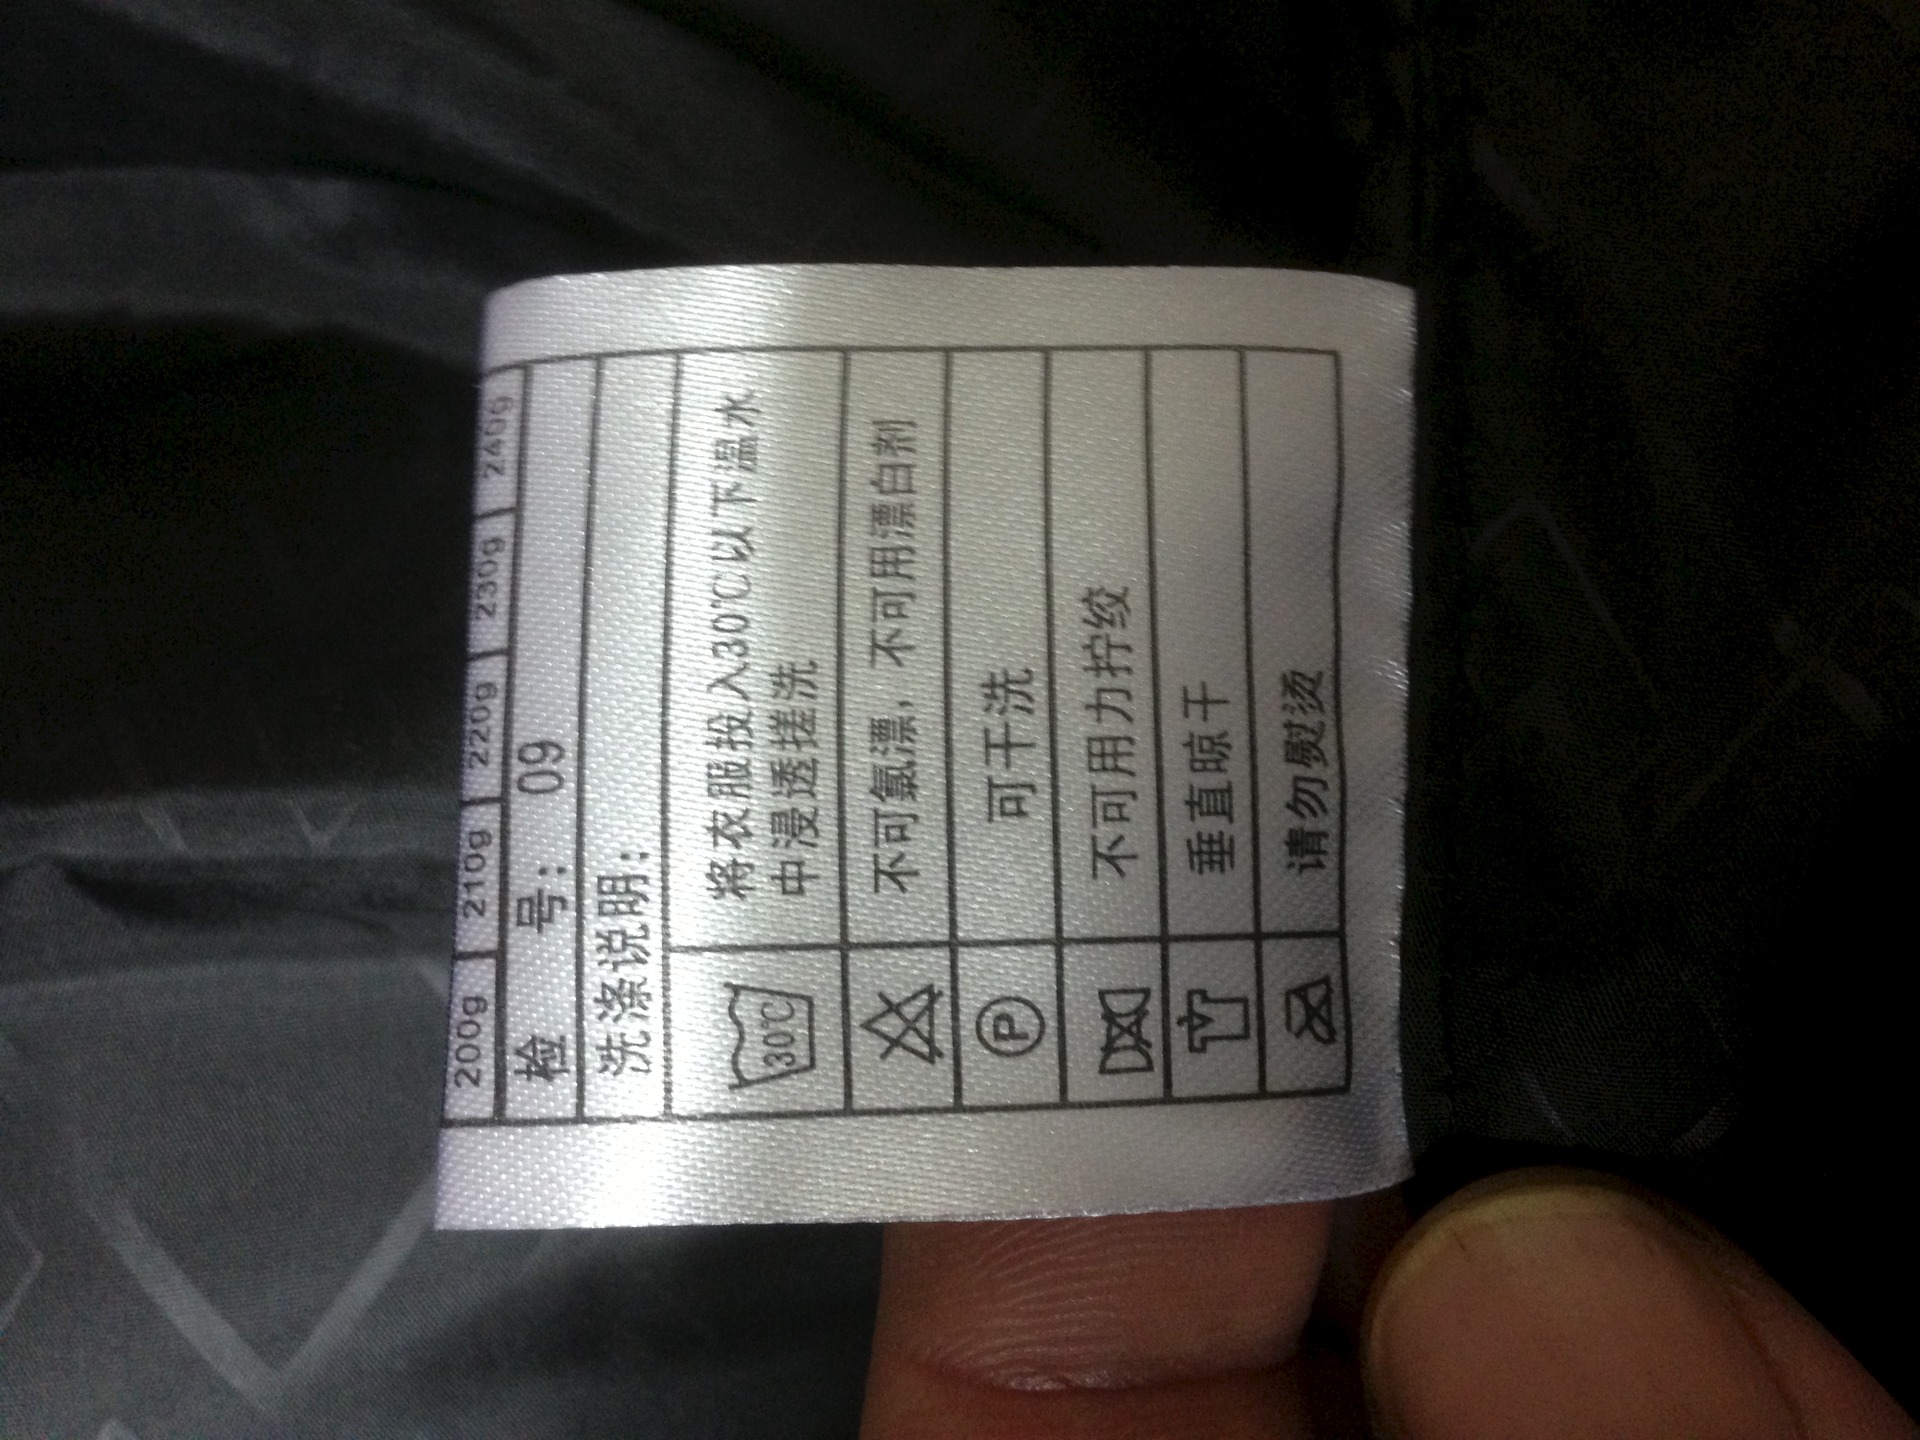 200g 210g 220g 230g 240g
检 号： 09
洗涤说明：
30℃ 将衣服投入30℃以下温水
中浸透搓洗
不可氯漂，不可用漂白剂
P 可干洗
不可用力拧绞
垂直晾干
请勿熨烫